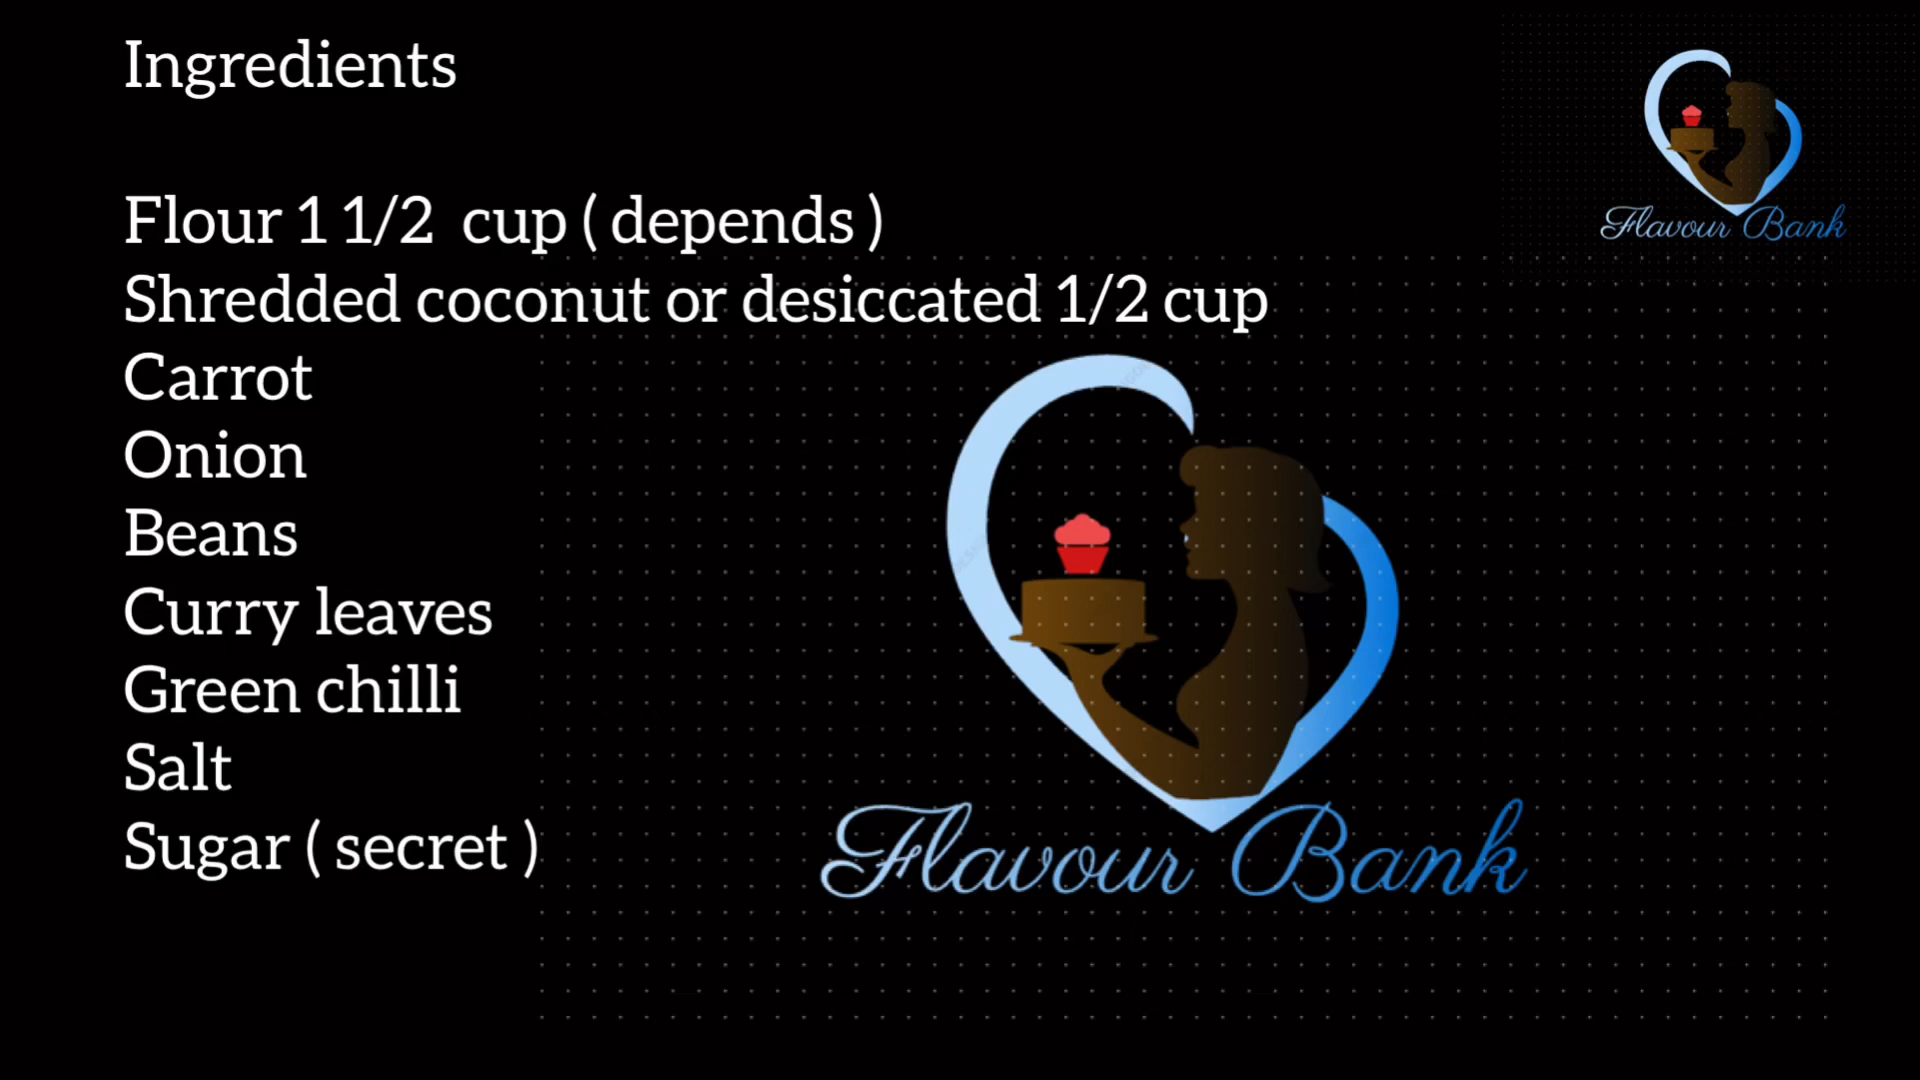 Ingredients
Flour 1 1/2 cup ( depends )
Shredded coconut or desiccated 1/2 cup
Carrot
Onion
Beans
Curry leaves
Green chilli
Salt
Sugar ( secret )
Flavour Bank
Flavour Bank